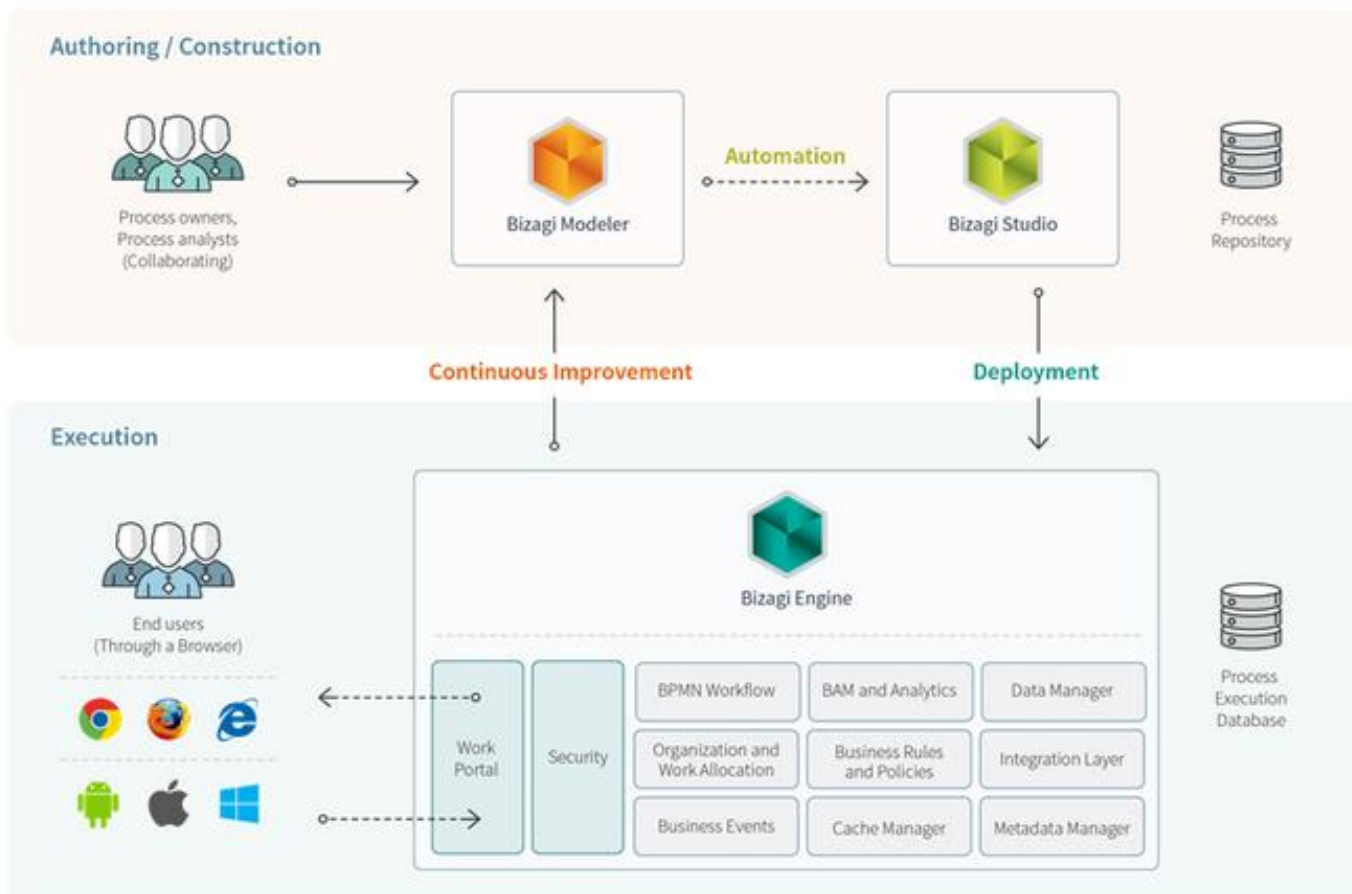 Authoring / Construction
Process owners,
Process analysts
(Collaborating)
Bizagi Modeler
Automation
Bizagi Studio
Process
Repository
Continuous Improvement
Deployment
Execution
End users
(Through a Browser)
Bizagi Engine
Process
Execution
Database
Work
Portal
Security
BPMN Workflow
BAM and Analytics
Data Manager
Organization and
Work Allocation
Business Rules
and Policies
Integration Layer
Business Events
Cache Manager
Metadata Manager